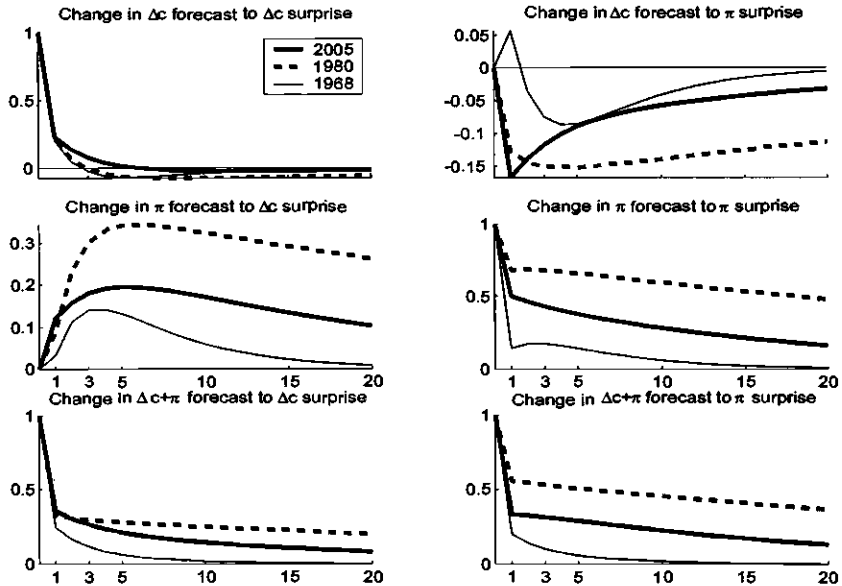 Change in Δc forecast to Δc surprise
1
0.5
0
2005
1980
1968
Change in Δc forecast to π surprise
0.05
0
-0.05
-0.1
-0.15
Change in π forecast to Δc surprise
0.3
0.2
0.1
0
1 3 5 10 15 20
Change in π forecast to π surprise
1
0.5
0
1 3 5 10 15 20
Change in Δc+π forecast to Δc surprise
1
0.5
0
1 3 5 10 15 20
Change in Δc+π forecast to π surprise
1
0.5
0
1 3 5 10 15 20